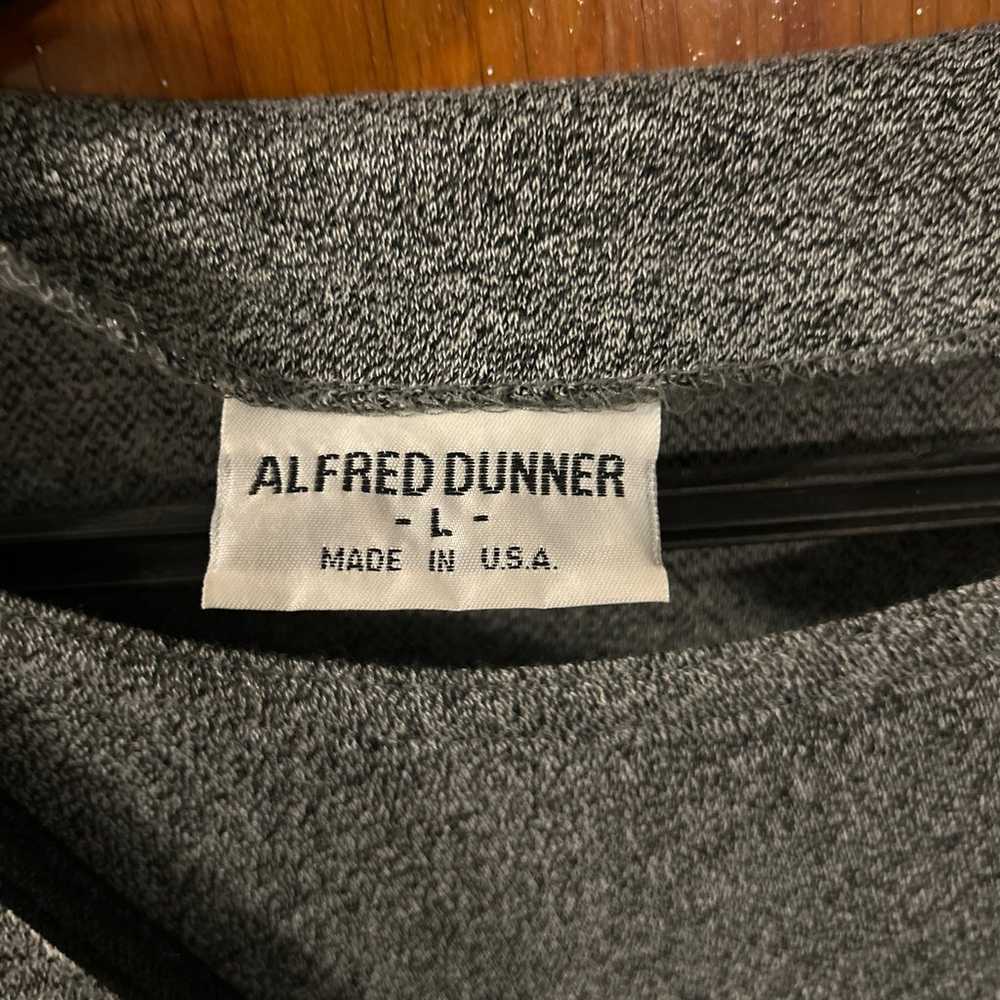 ALFRED DUNNER
- L -
MADE IN U.S.A.